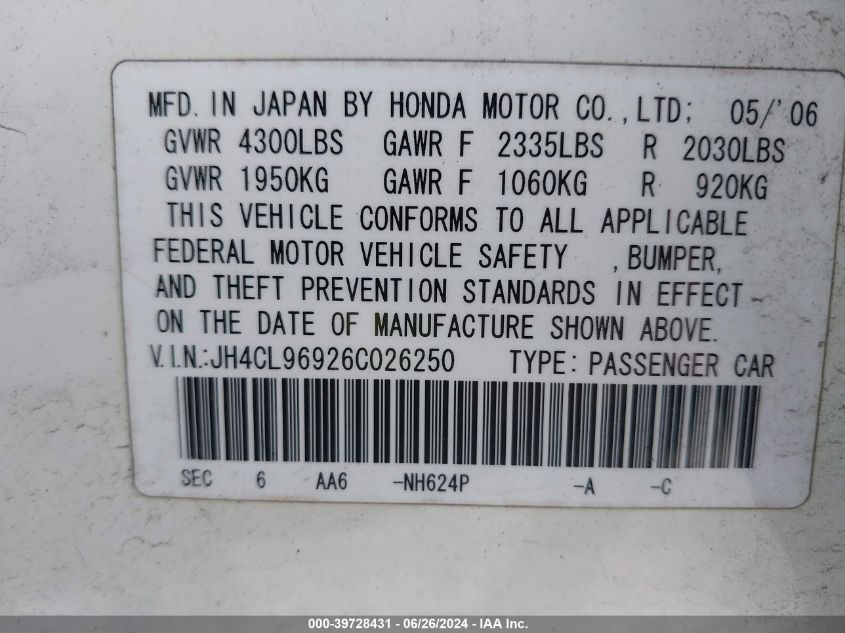 MFD. IN JAPAN BY HONDA MOTOR CO., LTD; 05/'06
GVWR 4300LBS GAWR F 2335LBS R 2030LBS
GVWR 1950KG GAWR F 1060KG R 920KG
THIS VEHICLE CONFORMS TO ALL APPLICABLE
FEDERAL MOTOR VEHICLE SAFETY , BUMPER,
AND THEFT PREVENTION STANDARDS IN EFFECT
ON THE DATE OF MANUFACTURE SHOWN ABOVE.
V.I.N.:JH4CL96926C026250 TYPE: PASSENGER CAR
SEC 6 AA6 -NH624P -A -C
000-39728431 - 06/26/2024 - IAA Inc.